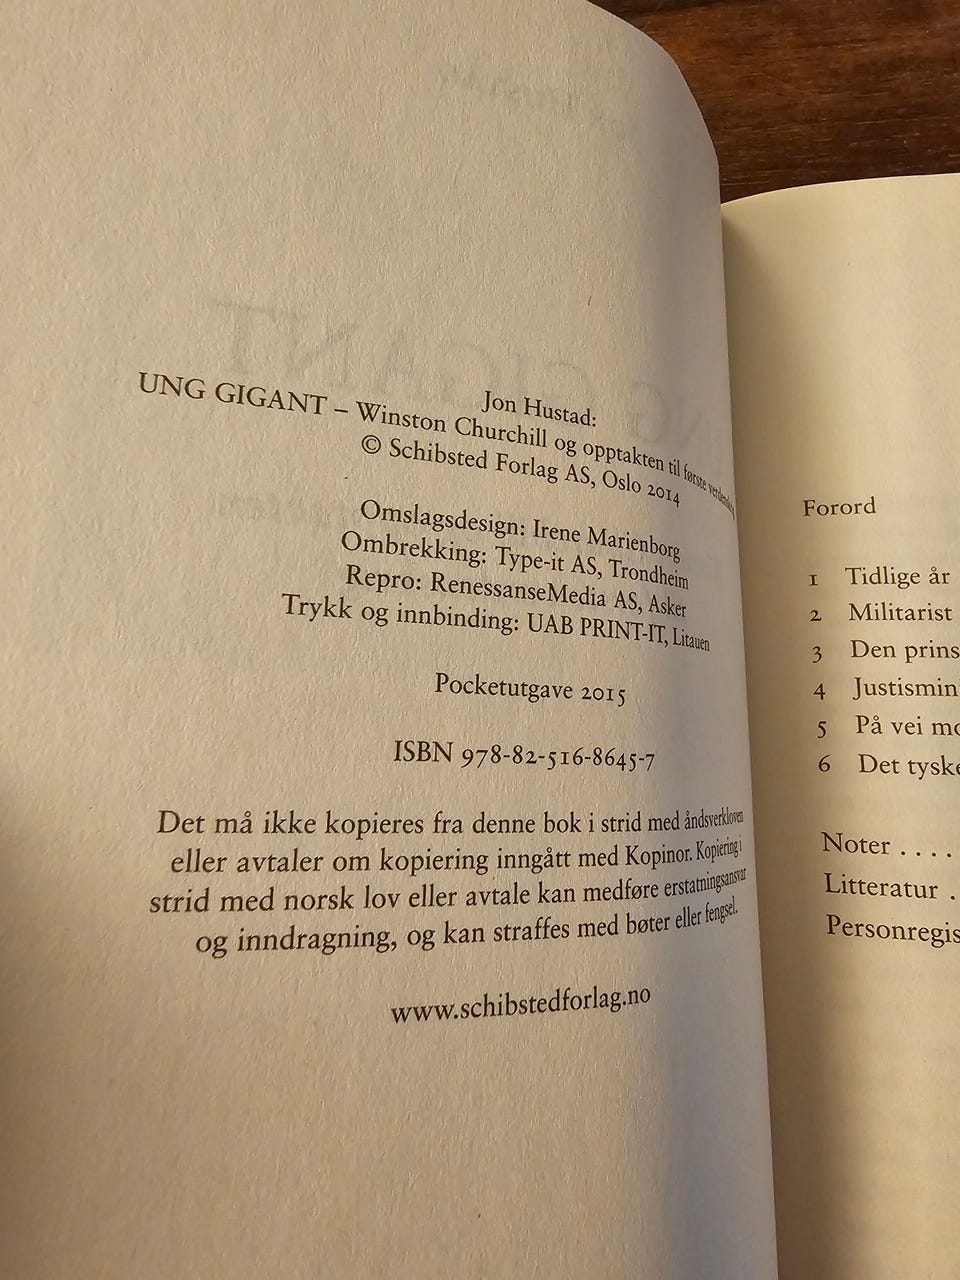 Jon Hustad:
UNG GIGANT – Winston Churchill og opptakten til første
© Schibsted Forlag AS, Oslo 2014
Omslagsdesign: Irene Marienborg
Ombrekking: Type-it AS, Trondheim
Repro: RenessanseMedia AS, Asker
Trykk og innbinding: UAB PRINT-IT, Litauen
Pocketutgave 2015
ISBN 978-82-516-8645-7
Det må ikke kopieres fra denne bok i strid med åndsverkloven
eller avtaler om kopiering inngått med Kopinor. Kopiering i
strid med norsk lov eller avtale kan medføre erstatningsansvar
og inndragning, og kan straffes med bøter eller fengsel.
www.schibstedforlag.no
Forord
1 Tidlige år
2 Militarist
3 Den prins
4 Justismin
5 På vei mo
6 Det tyske
Noter ....
Litteratur .
Personregis